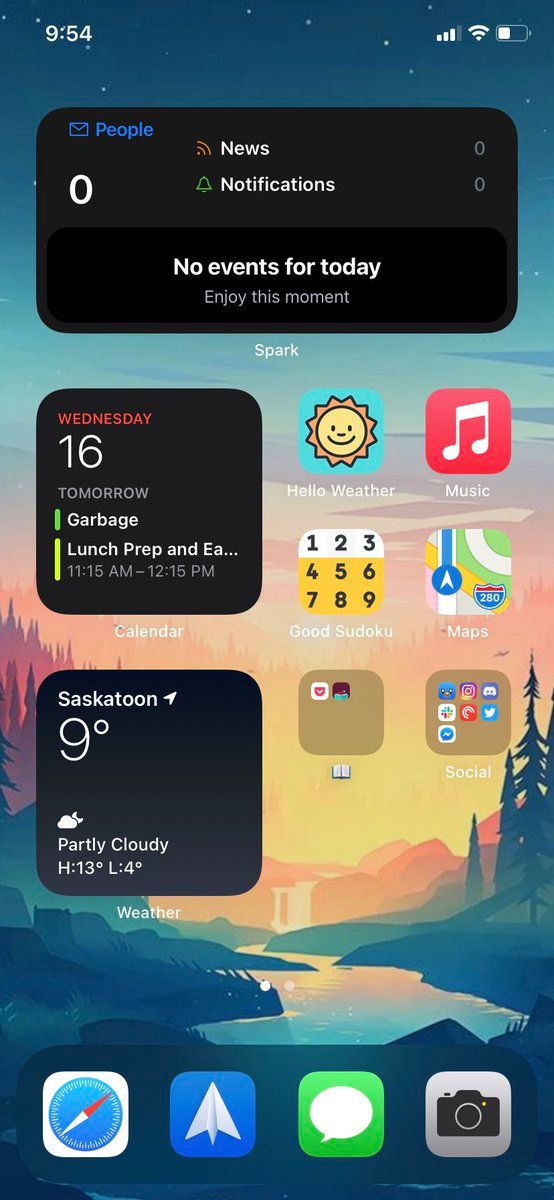 9:54
People
0
News 0
Notifications 0
No events for today
Enjoy this moment
Spark
WEDNESDAY
16
TOMORROW
Garbage
Lunch Prep and Ea...
11:15 AM – 12:15 PM
Calendar
Hello Weather
Music
1 2 3
4 5 6
7 8 9
Good Sudoku
280
Maps
Saskatoon
9°
Partly Cloudy
H:13° L:4°
Weather
📖
Social